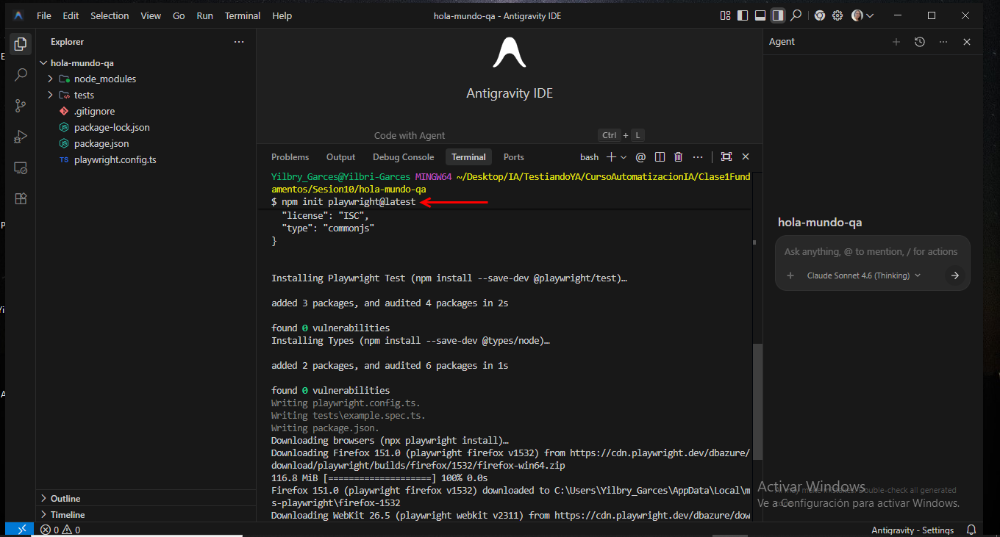 File Edit Selection View Go Run Terminal Help
hola-mundo-qa - Antigravity IDE
Explorer
hola-mundo-qa
node_modules
tests
.gitignore
package-lock.json
package.json
TS playwright.config.ts
Outline
Timeline
Antigravity IDE
Code with Agent Ctrl + L
Problems Output Debug Console Terminal Ports bash
Yilbry_Garces@Yilbri-Garces MINGW64 ~/Desktop/IA/TestiandoYA/CursoAutomatizacionIA/Clase1Fund
amentos/Sesion10/hola-mundo-qa
$ npm init playwright@latest
"license": "ISC",
"type": "commonjs"
}
Installing Playwright Test (npm install --save-dev @playwright/test)…
added 3 packages, and audited 4 packages in 2s
found 0 vulnerabilities
Installing Types (npm install --save-dev @types/node)…
added 2 packages, and audited 6 packages in 1s
found 0 vulnerabilities
Writing playwright.config.ts.
Writing tests\example.spec.ts.
Writing package.json.
Downloading browsers (npx playwright install)…
Downloading Firefox 151.0 (playwright firefox v1532) from https://cdn.playwright.dev/dbazure/
download/playwright/builds/firefox/1532/firefox-win64.zip
116.8 MiB [====================] 100% 0.0s
Firefox 151.0 (playwright firefox v1532) downloaded to C:\Users\Yilbry_Garces\AppData\Local\m
s-playwright\firefox-1532
Downloading WebKit 26.5 (playwright webkit v2311) from https://cdn.playwright.dev/dbazure/dow
Agent
hola-mundo-qa
Ask anything, @ to mention, / for actions
Claude Sonnet 4.6 (Thinking)
Activar Windows
Double-check all generated
Ve a Configuración para activar Windows.
0 0
Antigravity - Settings